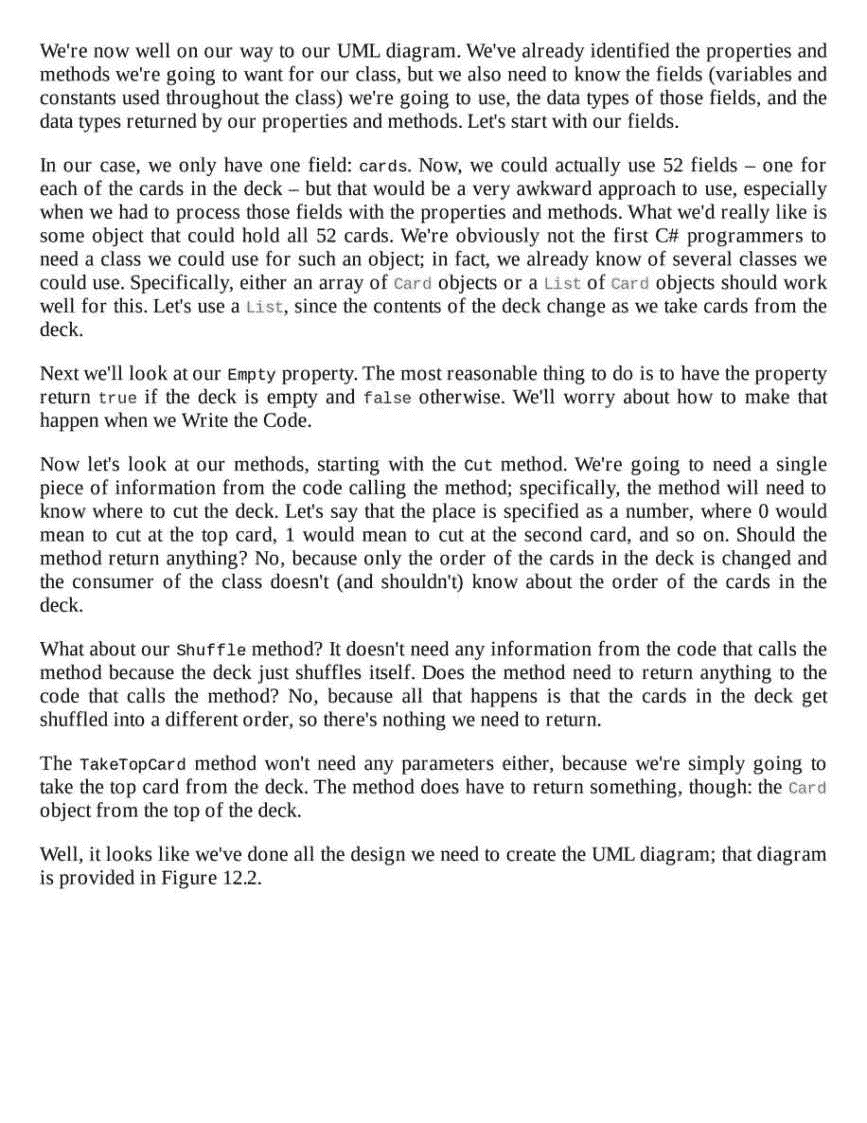 We're now well on our way to our UML diagram. We've already identified the properties and
methods we're going to want for our class, but we also need to know the fields (variables and
constants used throughout the class) we're going to use, the data types of those fields, and the
data types returned by our properties and methods. Let's start with our fields.
In our case, we only have one field: cards. Now, we could actually use 52 fields – one for
each of the cards in the deck – but that would be a very awkward approach to use, especially
when we had to process those fields with the properties and methods. What we'd really like is
some object that could hold all 52 cards. We're obviously not the first C# programmers to
need a class we could use for such an object; in fact, we already know of several classes we
could use. Specifically, either an array of Card objects or a List of Card objects should work
well for this. Let's use a List, since the contents of the deck change as we take cards from the
deck.
Next we'll look at our Empty property. The most reasonable thing to do is to have the property
return true if the deck is empty and false otherwise. We'll worry about how to make that
happen when we Write the Code.
Now let's look at our methods, starting with the Cut method. We're going to need a single
piece of information from the code calling the method; specifically, the method will need to
know where to cut the deck. Let's say that the place is specified as a number, where 0 would
mean to cut at the top card, 1 would mean to cut at the second card, and so on. Should the
method return anything? No, because only the order of the cards in the deck is changed and
the consumer of the class doesn't (and shouldn't) know about the order of the cards in the
deck.
What about our Shuffle method? It doesn't need any information from the code that calls the
method because the deck just shuffles itself. Does the method need to return anything to the
code that calls the method? No, because all that happens is that the cards in the deck get
shuffled into a different order, so there's nothing we need to return.
The TakeTopCard method won't need any parameters either, because we're simply going to
take the top card from the deck. The method does have to return something, though: the Card
object from the top of the deck.
Well, it looks like we've done all the design we need to create the UML diagram; that diagram
is provided in Figure 12.2.